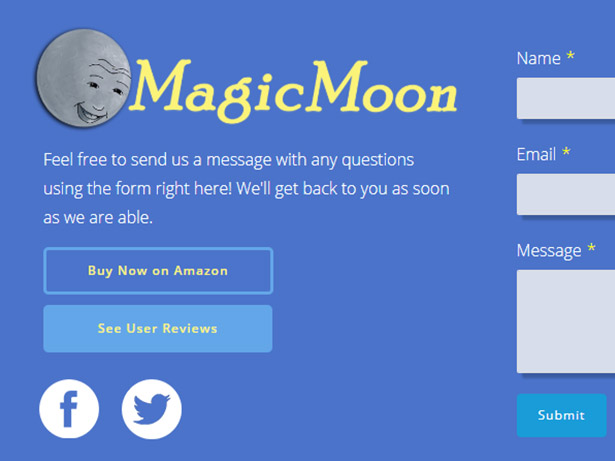 MagicMoon
Feel free to send us a message with any questions
using the form right here! We'll get back to you as soon
as we are able.
Buy Now on Amazon
See User Reviews
Name *
Email *
Message *
Submit